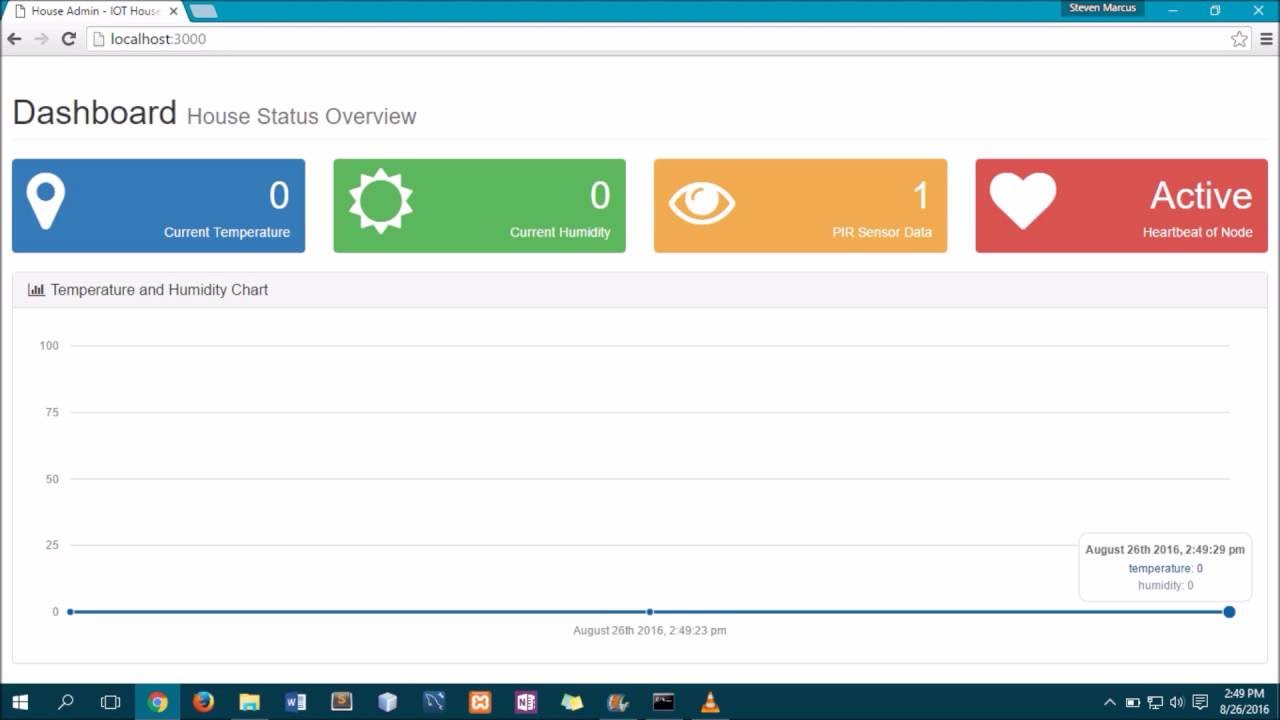 House Admin - IOT House
Steven Marcus
localhost:3000
Dashboard House Status Overview
0
Current Temperature
0
Current Humidity
1
PIR Sensor Data
Active
Heartbeat of Node
Temperature and Humidity Chart
100
75
50
25
0
August 26th 2016, 2:49:29 pm
temperature: 0
humidity: 0
August 26th 2016, 2:49:23 pm
2:49 PM
8/26/2016